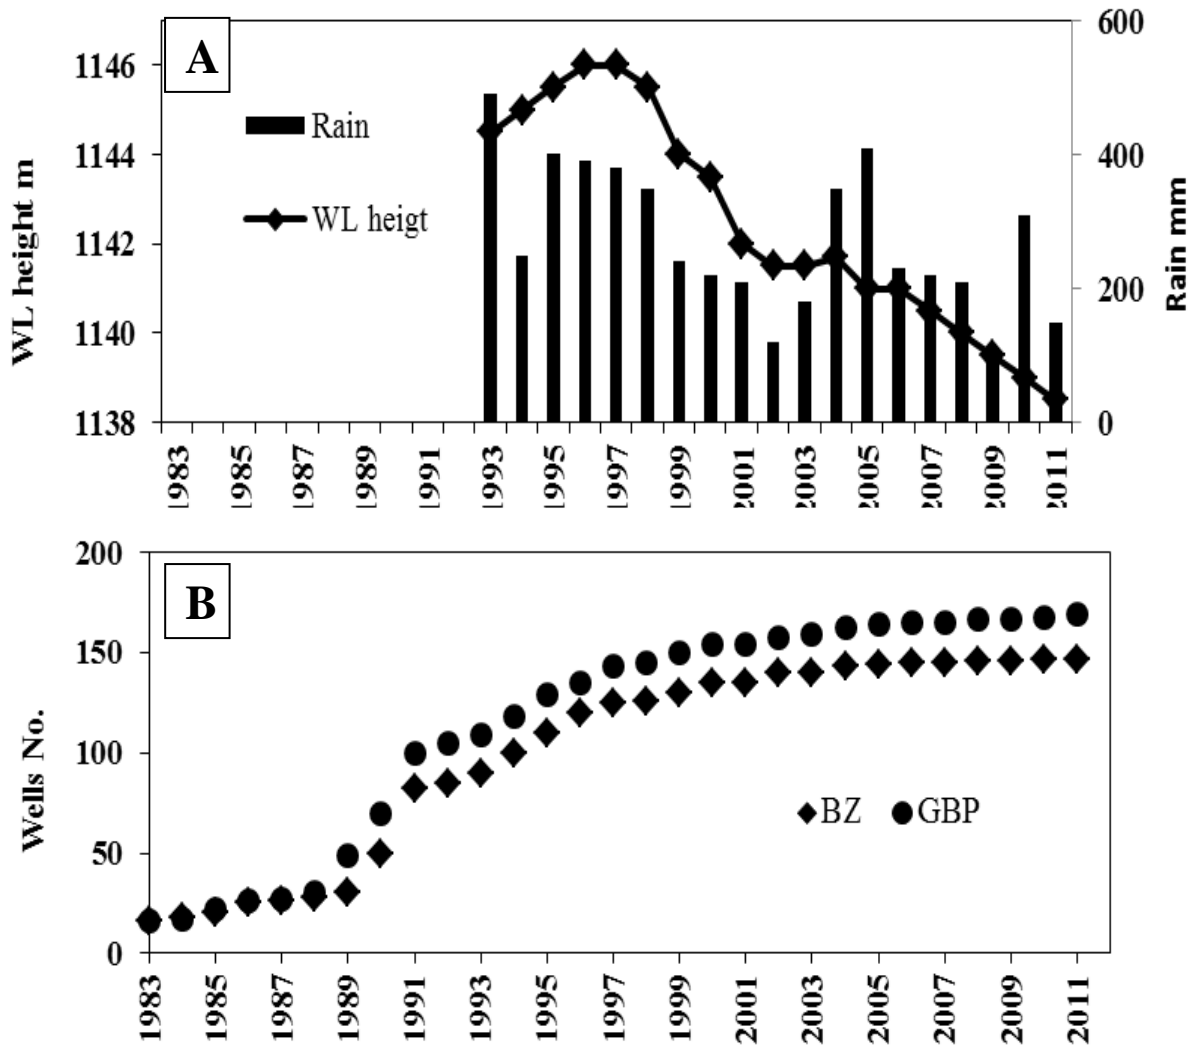 A
600
1146
Rain
1144
400
WL heigt
1142
WL height m
Rain mm
200
1140
1138
0
1983 1985 1987 1989 1991 1993 1995 1997 1999 2001 2003 2005 2007 2009 2011
200
B
150
Wells No.
100
BZ GBP
50
0
1983 1985 1987 1989 1991 1993 1995 1997 1999 2001 2003 2005 2007 2009 2011